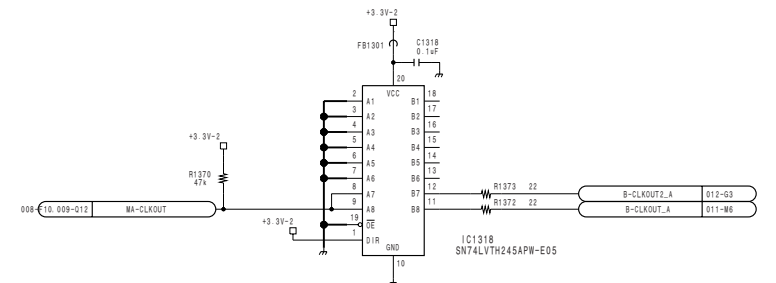 +3.3V-2
FB1301
C1318
0.1uF
20
VCC
2 A1 B1 18
3 A2 B2 17
4 A3 B3 16
5 A4 B4 15
6 A5 B5 14
7 A6 B6 13
8 A7 B7 12
9 A8 B8 11
19 OE
1 DIR
GND
10
+3.3V-2
R1370
47k
008-F10.009-Q12 MA-CLKOUT
+3.3V-2
R1373 22
B-CLKOUT2_A 012-G3
R1372 22
B-CLKOUT_A 011-M6
IC1318
SN74LVTH245APW-E05